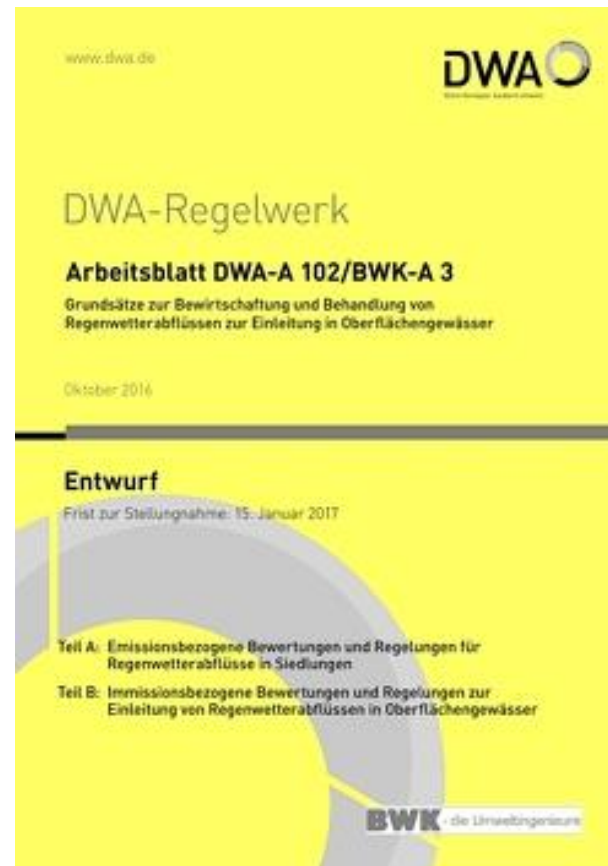 www.dwa.de
DWA
DWA-Regelwerk
Arbeitsblatt DWA-A 102/BWK-A 3
Grundsätze zur Bewirtschaftung und Behandlung von
Regenwetterabflüssen zur Einleitung in Oberflächengewässer
Oktober 2016
Entwurf
Frist zur Stellungnahme: 15. Januar 2017
Teil A: Emissionsbezogene Bewertungen und Regelungen für
Regenwetterabflüsse in Siedlungen
Teil B: Immissionsbezogene Bewertungen und Regelungen zur
Einleitung von Regenwetterabflüssen in Oberflächengewässer
BWK - die Umweltingenieure